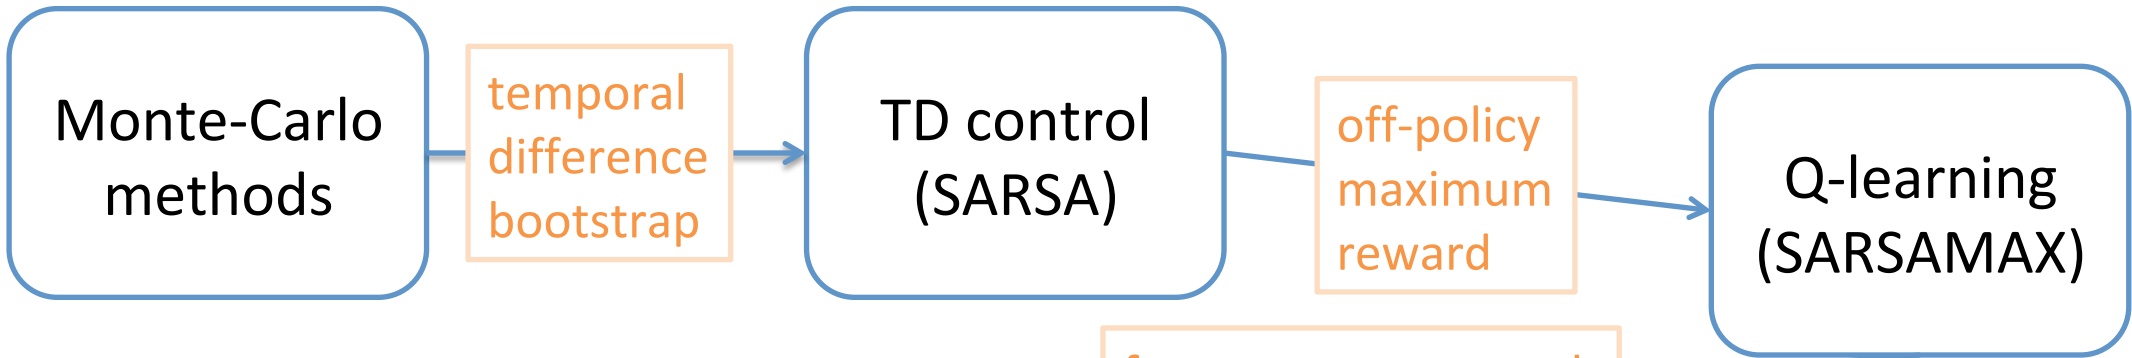 Monte-Carlo
methods
temporal
difference
bootstrap
TD control
(SARSA)
off-policy
maximum
reward
Q-learning
(SARSAMAX)